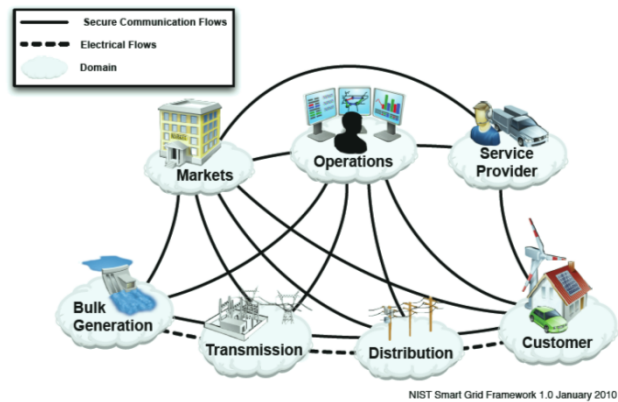 Secure Communication Flows
Electrical Flows
Domain
Markets
Operations
Service
Provider
Bulk
Generation
Transmission
Distribution
Customer
NIST Smart Grid Framework 1.0 January 2010